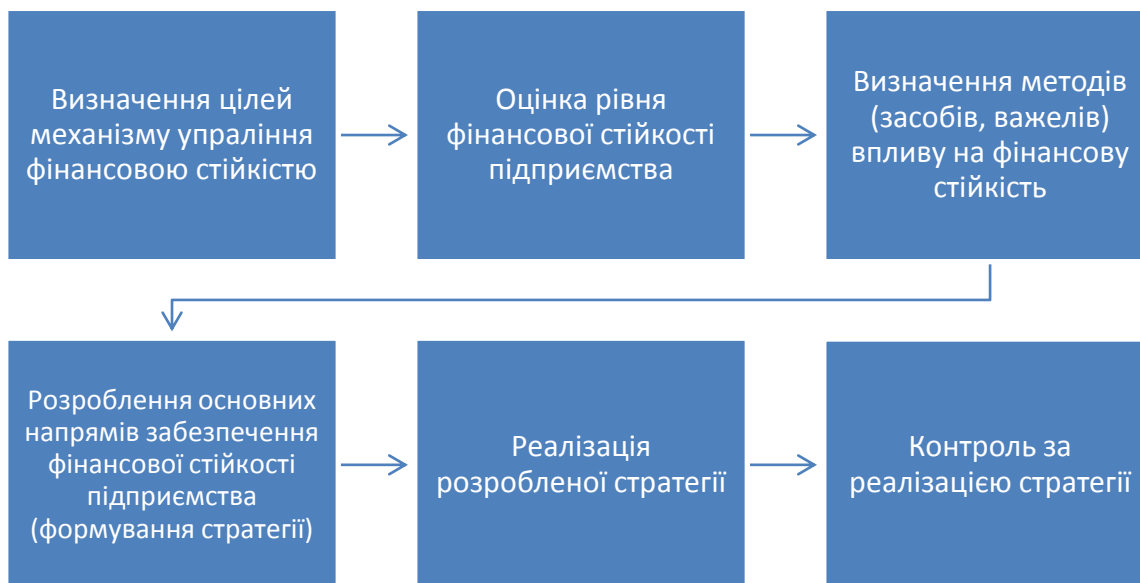 Визначення цілей
механізму упраління
фінансовою стійкістю
Оцінка рівня
фінансової стійкості
підприємства
Визначення методів
(засобів, важелів)
впливу на фінансову
стійкість
Розроблення основних
напрямів забезпечення
фінансової стійкості
підприємства
(формування стратегії)
Реалізація
розробленої стратегії
Контроль за
реалізацією стратегії